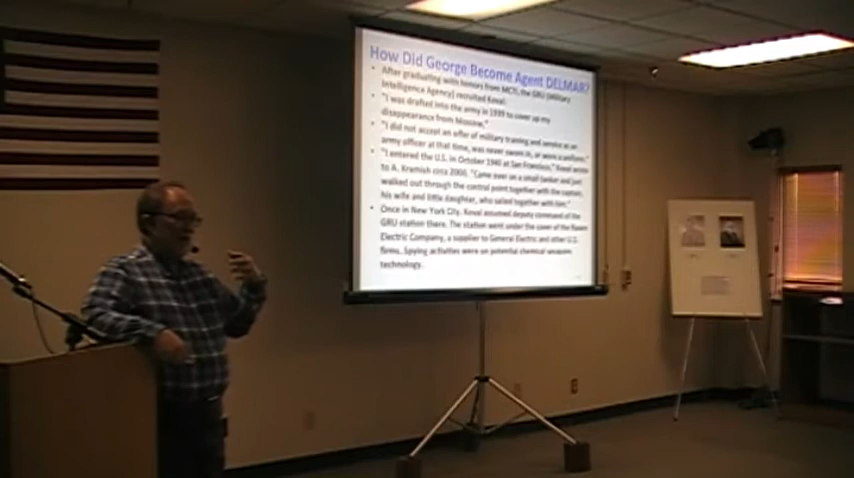 How Did George Become Agent DELMAR?
• After graduating with honors from MCTI, the GRU (Military
Intelligence Agency) recruited Koval.
• "I was drafted into the army in 1939 to cover up my
disappearance from Moscow,"
• "I did not accept an offer of military training and service as an
army officer at that time, was never sworn in, or wore a uniform."
• "I entered the U.S. in October 1940 at San Francisco," Koval wrote
to A. Kramish circa 2000. "Came over on a small tanker and just
walked out through the control point together with the captain,
his wife and little daughter, who sailed together with him."
• Once in New York City, Koval assumed deputy command of the
GRU station there. The station went under the cover of the Raven
Electric Company, a supplier to General Electric and other U.S.
firms. Spying activities were on potential chemical weapons
technology.